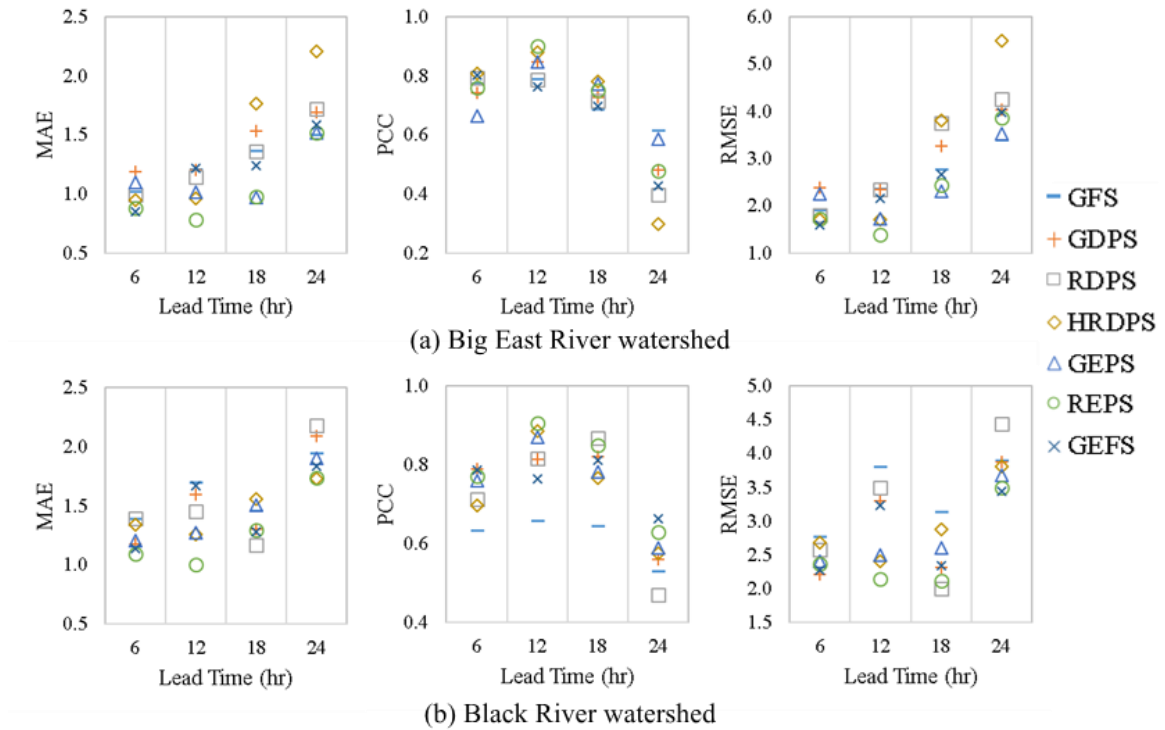 2.5
2.0
1.5
1.0
0.5
MAE
6 12 18 24
Lead Time (hr)
1.0
0.8
0.6
0.4
0.2
PCC
6 12 18 24
Lead Time (hr)
6.0
5.0
4.0
3.0
2.0
1.0
RMSE
6 12 18 24
Lead Time (hr)
(a) Big East River watershed
2.5
2.0
1.5
1.0
0.5
MAE
6 12 18 24
Lead Time (hr)
1.0
0.8
0.6
0.4
PCC
6 12 18 24
Lead Time (hr)
5.0
4.5
4.0
3.5
3.0
2.5
2.0
1.5
RMSE
6 12 18 24
Lead Time (hr)
(b) Black River watershed
GFS
GDPS
RDPS
HRDPS
GEPS
REPS
GEFS